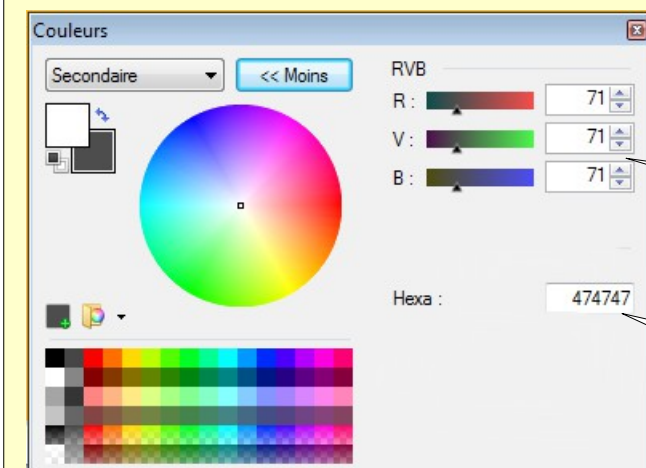 Couleurs
Secondaire
<< Moins
RVB
R : 71
V : 71
B : 71
Hexa : 474747